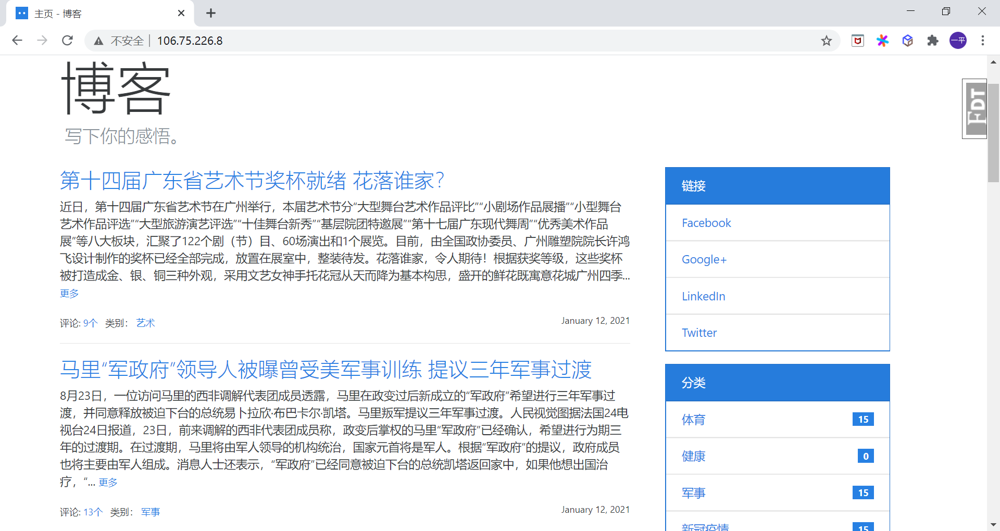 主页 - 博客
不安全
106.75.226.8
一平
博客
写下你的感悟。
FDT
第十四届广东省艺术节奖杯就绪 花落谁家？
近日，第十四届广东省艺术节在广州举行，本届艺术节分“大型舞台艺术作品评比”“小剧场作品展播”“小型舞台
艺术作品评选”“大型旅游演艺评选”“十佳舞台新秀”“基层院团特邀展”“第十七届广东现代舞周”“优秀美术作品
展”等八大板块，汇聚了122个剧（节）目、60场演出和1个展览。目前，由全国政协委员、广州雕塑院院长许鸿
飞设计制作的奖杯已经全部完成，放置在展室中，整装待发。花落谁家，令人期待！根据获奖等级，这些奖杯
被打造成金、银、铜三种外观，采用文艺女神手托花冠从天而降为基本构思，盛开的鲜花既寓意花城广州四季...
更多
评论: 9个 类别： 艺术
January 12, 2021
马里“军政府”领导人被曝曾受美军事训练 提议三年军事过渡
8月23日，一位访问马里的西非调解代表团成员透露，马里在政变过后新成立的“军政府”希望进行三年军事过
渡，并同意释放被迫下台的总统易卜拉欣·布巴卡尔·凯塔。马里叛军提议三年军事过渡。人民视觉图据法国24电
视台24日报道，23日，前来调解的西非代表团成员称，政变后掌权的马里“军政府”已经确认，希望进行为期三
年的过渡期。在过渡期，马里将由军人领导的机构统治，国家元首将是军人。根据“军政府”的提议，政府成员
也将主要由军人组成。消息人士还表示，“军政府”已经同意被迫下台的总统凯塔返回家中，如果他想出国治
疗，“... 更多
评论: 13个 类别： 军事
January 12, 2021
链接
Facebook
Google+
LinkedIn
Twitter
分类
体育 15
健康 0
军事 15
新冠疫情 15